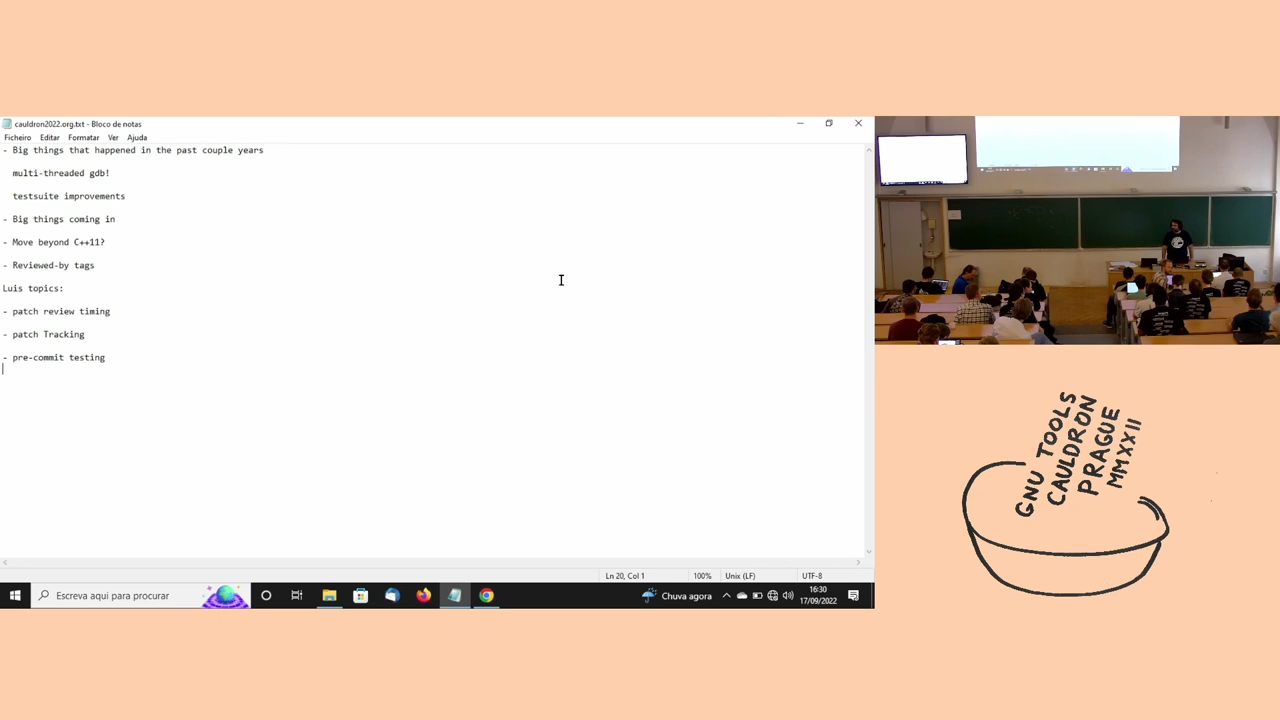 cauldron2022.org.txt - Bloco de notas
Ficheiro Editar Formatar Ver Ajuda
- Big things that happened in the past couple years
multi-threaded gdb!
testsuite improvements
- Big things coming in
- Move beyond C++11?
- Reviewed-by tags
Luis topics:
- patch review timing
- patch Tracking
- pre-commit testing
Ln 20, Col 1
100%
Unix (LF)
UTF-8
Escreve aqui para procurar
Chuva agora
16:30
17/09/2022
GNU TOOLS
CAULDRON
PRAGUE
MMXXII